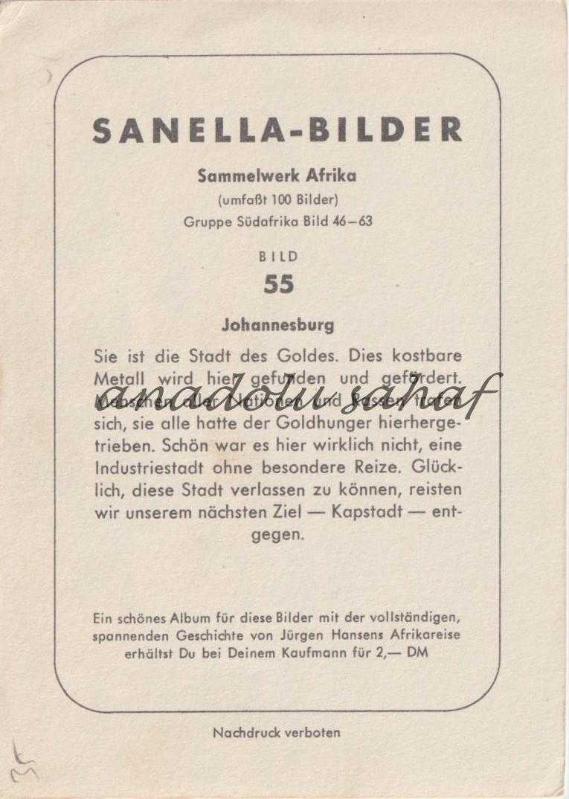 SANELLA-BILDER
Sammelwerk Afrika
(umfaßt 100 Bilder)
Gruppe Südafrika Bild 46—63
BILD
55
Johannesburg
Sie ist die Stadt des Goldes. Dies kostbare
Metall wird hier gefunden und gefördert.
anadolu sahaf
Menschen aller Nationen und Rassen trafen
sich, sie alle hatte der Goldhunger hierherge-
trieben. Schön war es hier wirklich nicht, eine
Industriestadt ohne besondere Reize. Glück-
lich, diese Stadt verlassen zu können, reisten
wir unserem nächsten Ziel — Kapstadt — ent-
gegen.
Ein schönes Album für diese Bilder mit der vollständigen,
spannenden Geschichte von Jürgen Hansens Afrikareise
erhältst Du bei Deinem Kaufmann für 2,— DM
Nachdruck verboten